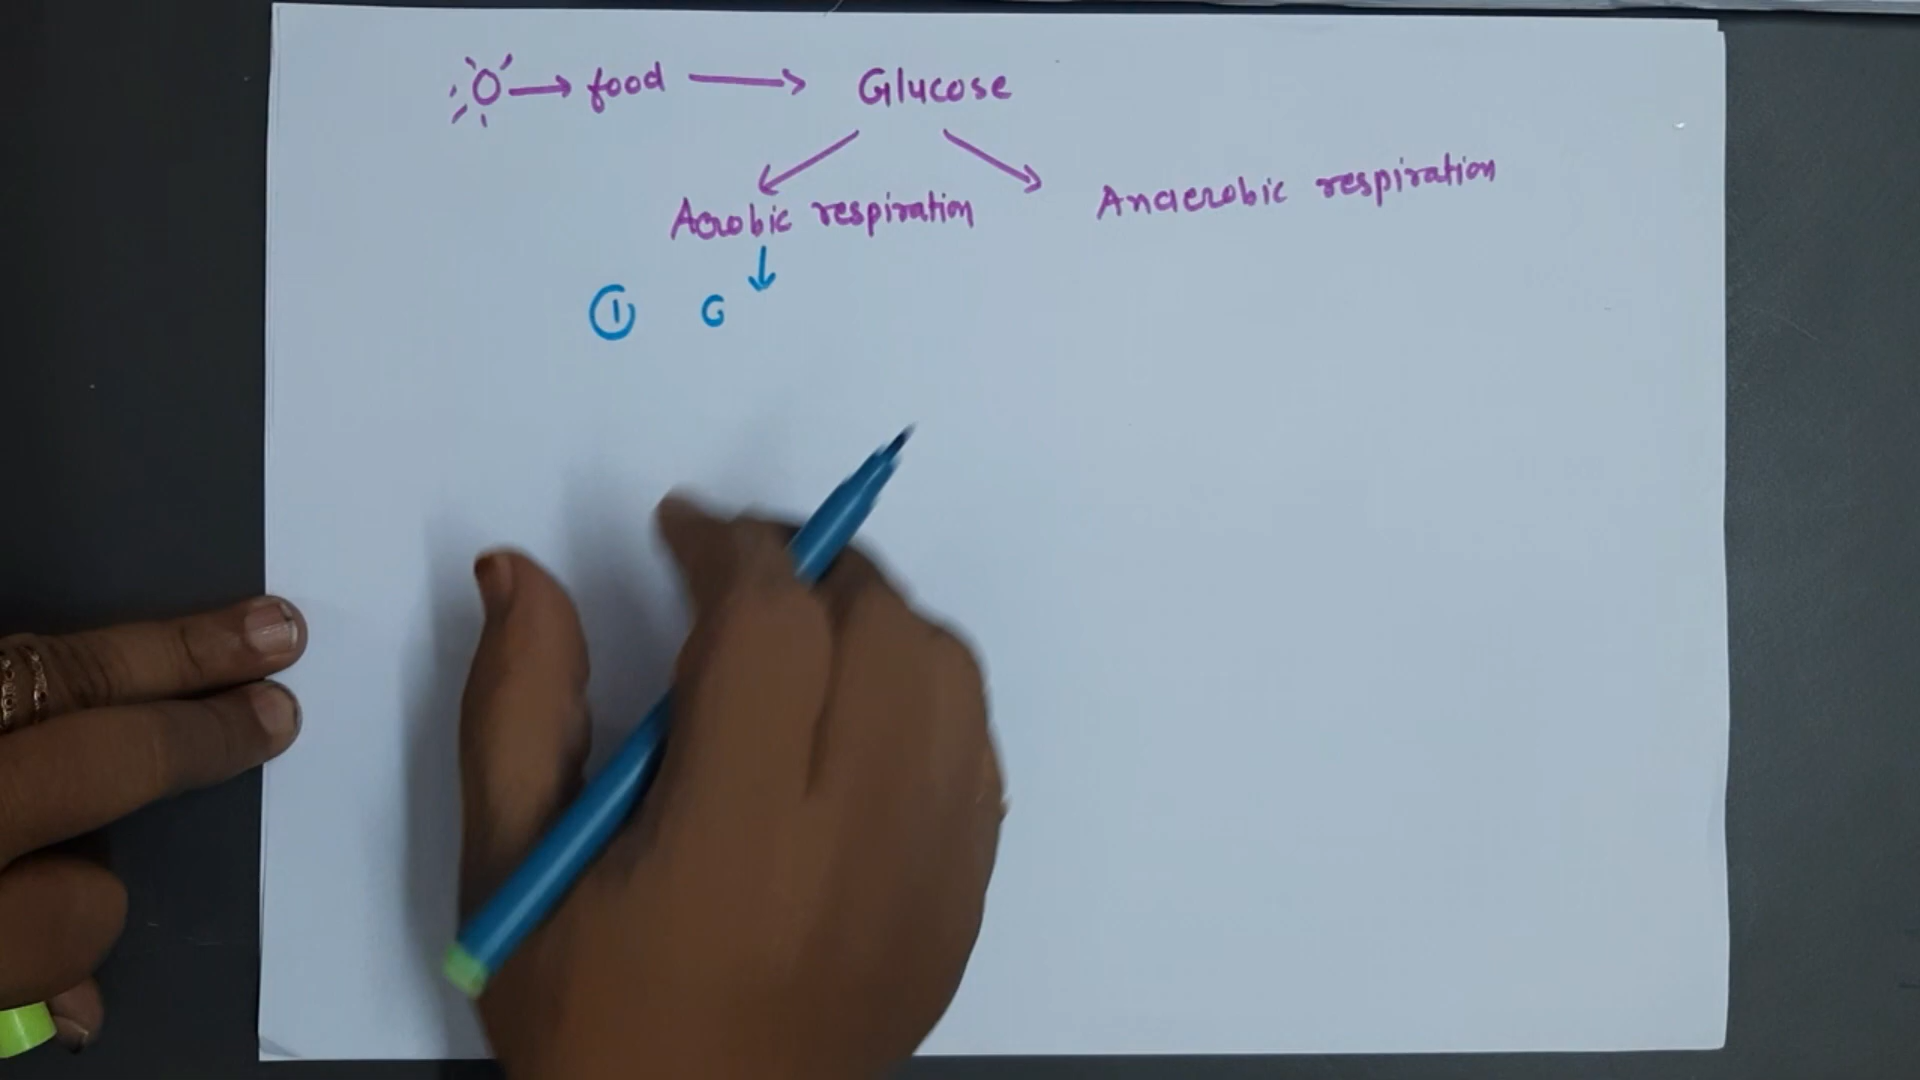 → food → Glucose
Aerobic respiration Anaerobic respiration
① G